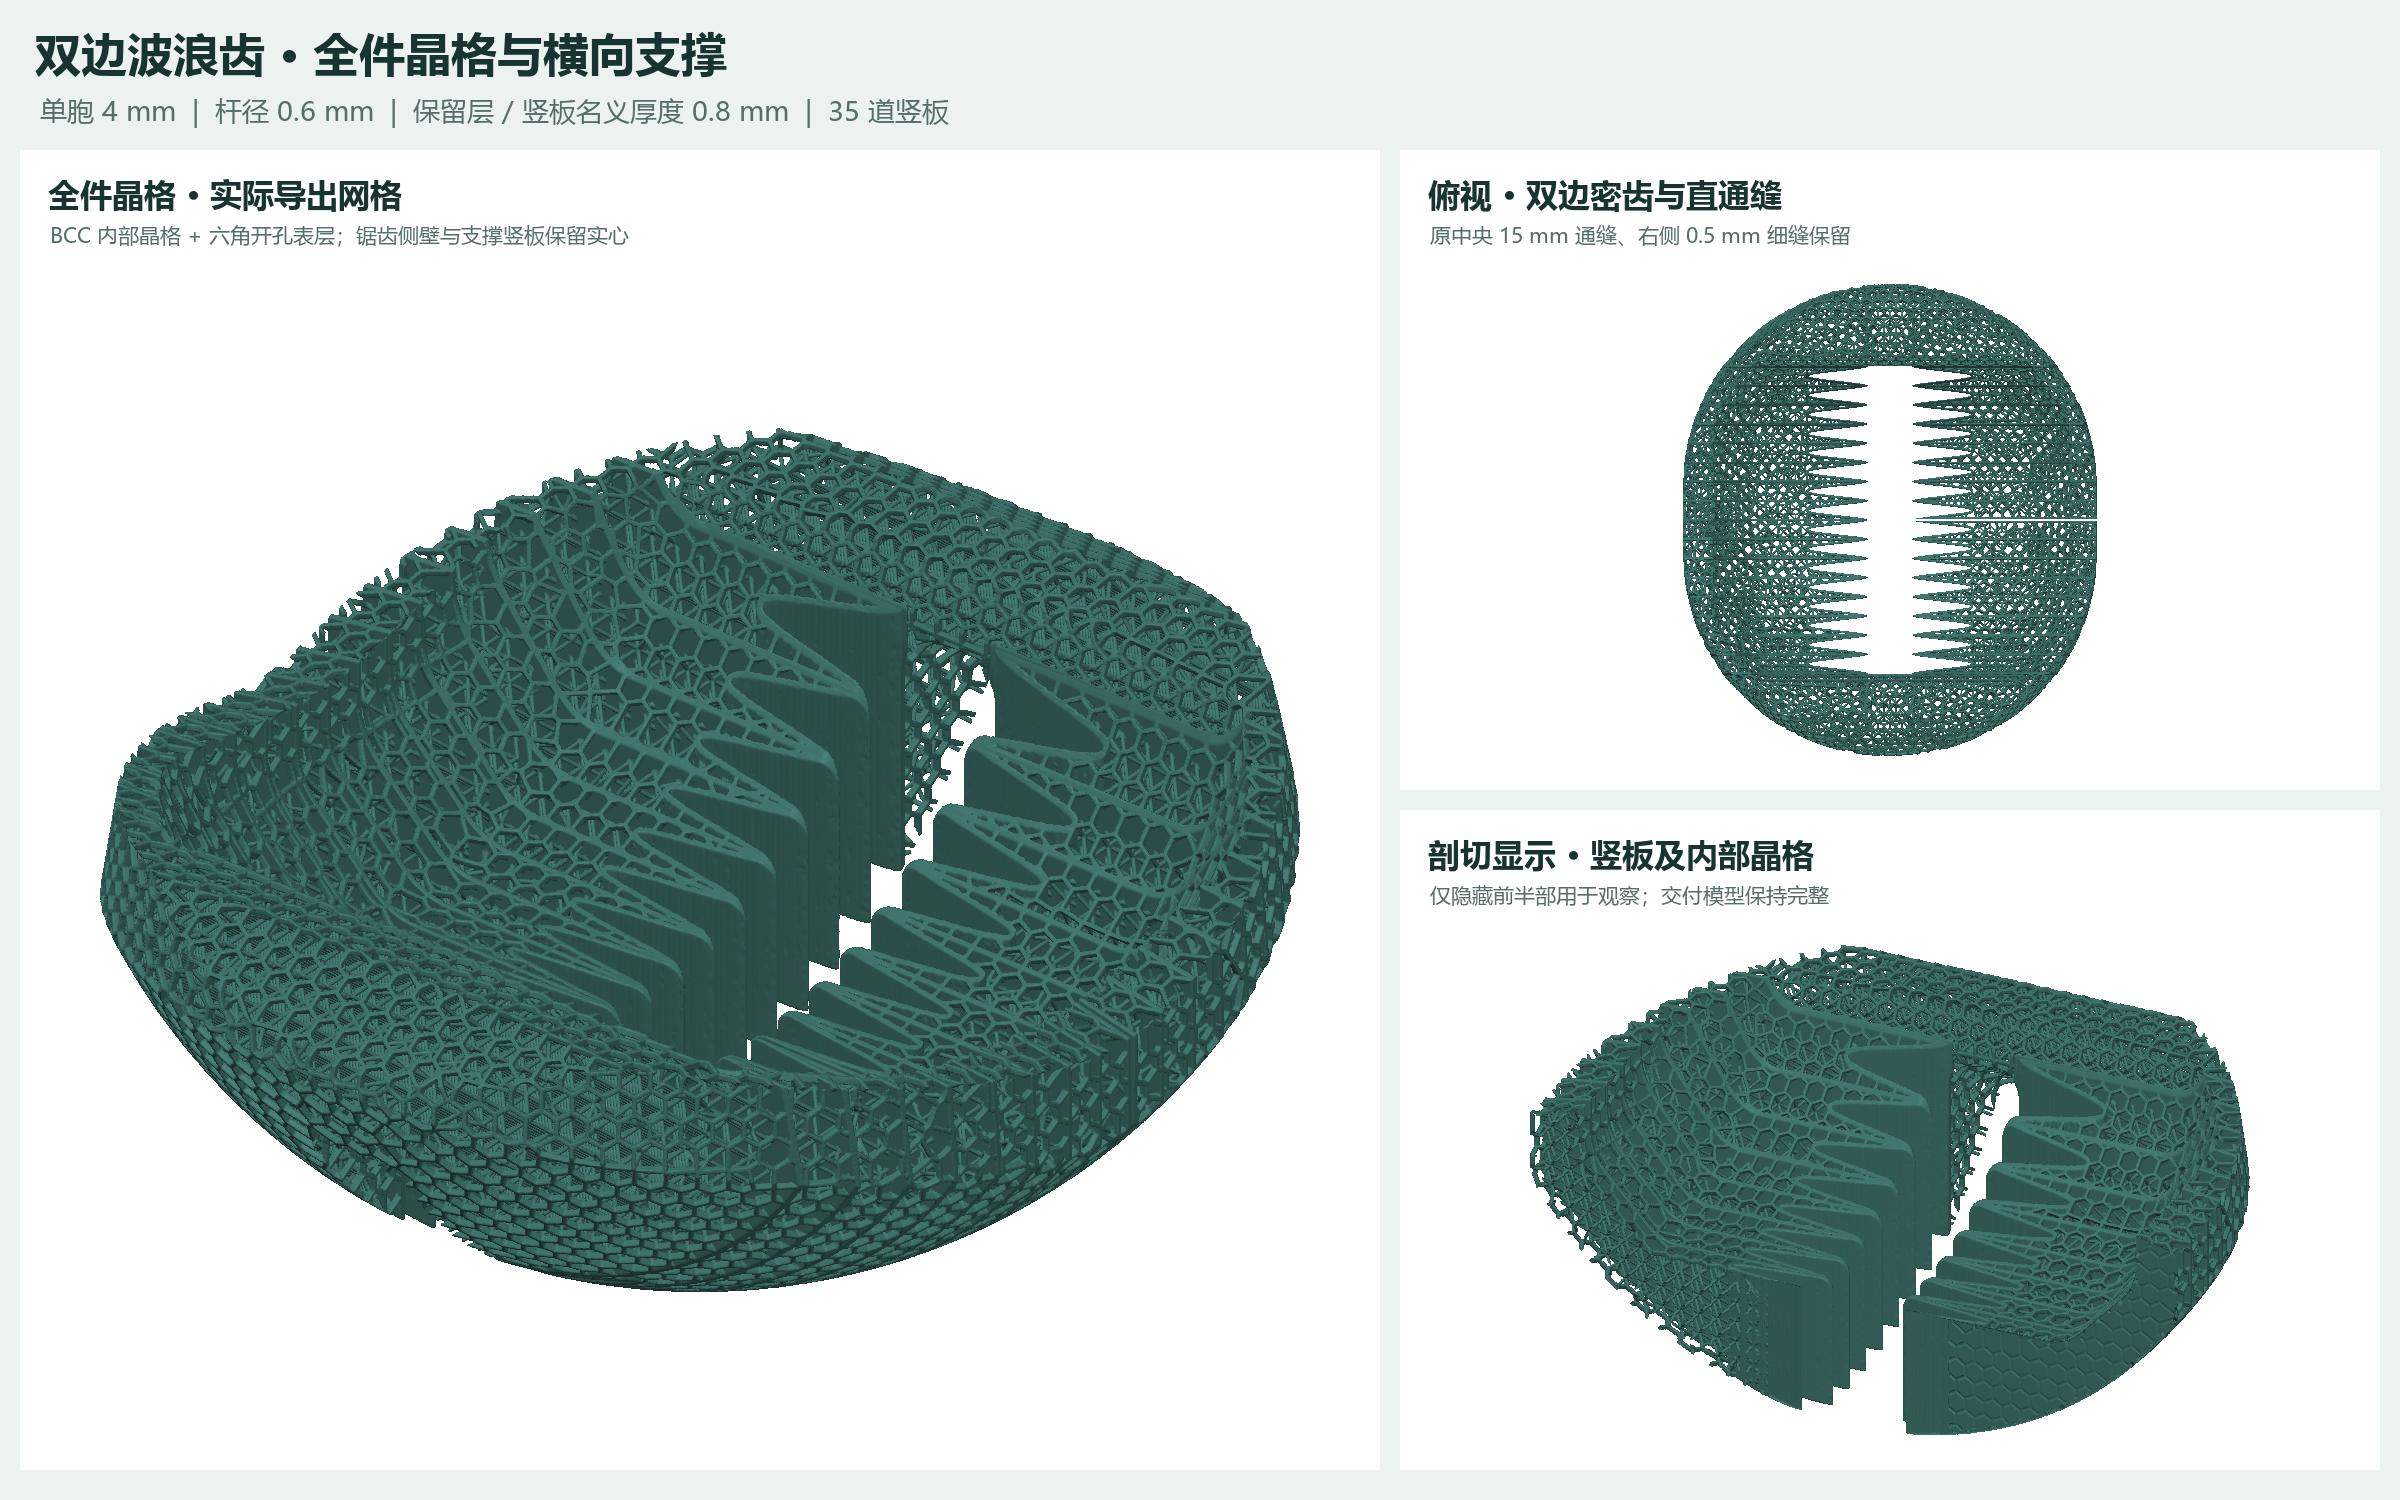 双边波浪齿 • 全件晶格与横向支撑
单胞 4 mm | 杆径 0.6 mm | 保留层 / 竖板名义厚度 0.8 mm | 35 道竖板
全件晶格 • 实际导出网格
BCC 内部晶格 + 六角开孔表层；锯齿侧壁与支撑竖板保留实心
俯视 • 双边密齿与直通缝
原中央 15 mm 通缝、右侧 0.5 mm 细缝保留
剖切显示 • 竖板及内部晶格
仅隐藏前半部用于观察；交付模型保持完整